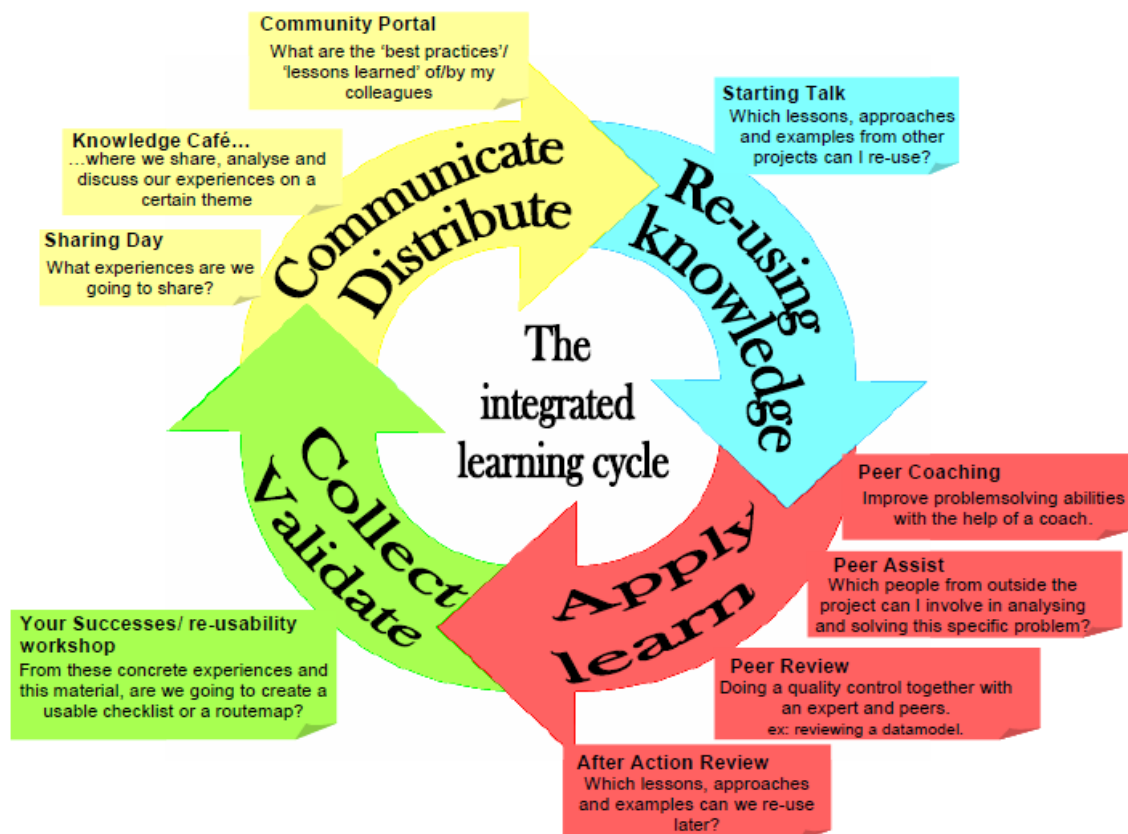 Community Portal
What are the ‘best practices’/
‘lessons learned’ of/by my
colleagues
Knowledge Café…
…where we share, analyse and
discuss our experiences on a
certain theme
Sharing Day
What experiences are we
going to share?
Communicate
Distribute
Starting Talk
Which lessons, approaches
and examples from other
projects can I re-use?
Re-using
knowledge
The
integrated
learning cycle
Peer Coaching
Improve problemsolving abilities
with the help of a coach.
Peer Assist
Which people from outside the
project can I involve in analysing
and solving this specific problem?
Peer Review
Doing a quality control together with
an expert and peers.
ex: reviewing a datamodel.
After Action Review
Which lessons, approaches
and examples can we re-use
later?
Apply
learn
Collect
Validate
Your Successes/ re-usability
workshop
From these concrete experiences and
this material, are we going to create a
usable checklist or a routemap?